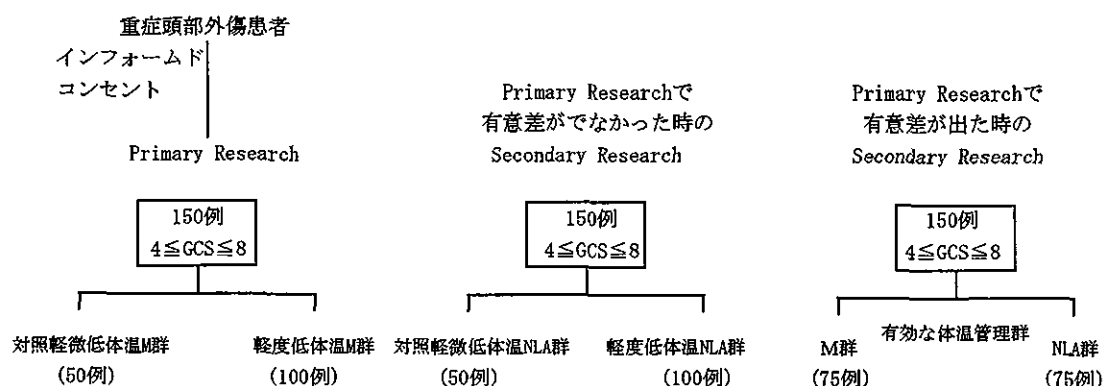 重症頭部外傷患者
インフォームド
コンセント
Primary Research
150例
4≦GCS≦8
対照軽微低体温M群
(50例)
軽度低体温M群
(100例)
Primary Researchで
有意差がでなかった時の
Secondary Research
150例
4≦GCS≦8
対照軽微低体温NLA群
(50例)
軽度低体温NLA群
(100例)
Primary Researchで
有意差が出た時の
Secondary Research
150例
4≦GCS≦8
有効な体温管理群
M群
(75例)
NLA群
(75例)